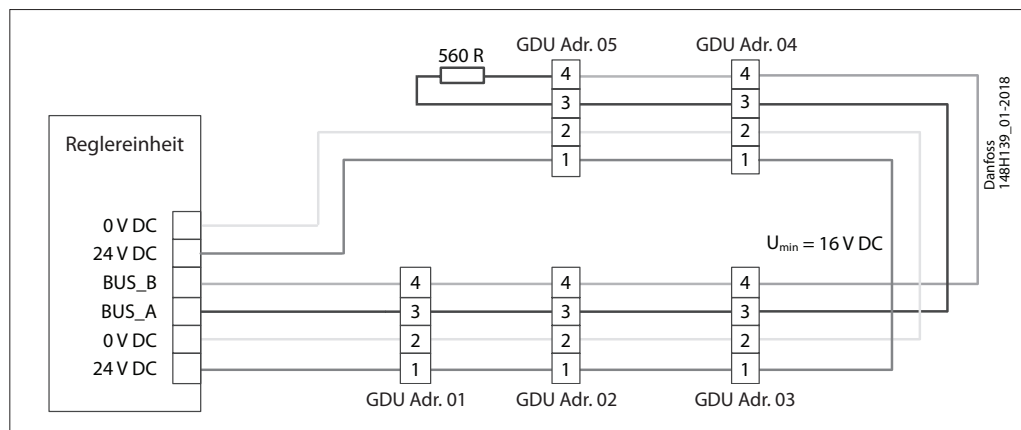 GDU Adr. 05
GDU Adr. 04
560 R
4
4
3
3
2
2
1
1
Danfoss
148H139_01-2018
Reglereinheit
0 V DC
24 V DC
BUS_B
BUS_A
0 V DC
24 V DC
Umin = 16 V DC
4
4
4
3
3
3
2
2
2
1
1
1
GDU Adr. 01
GDU Adr. 02
GDU Adr. 03